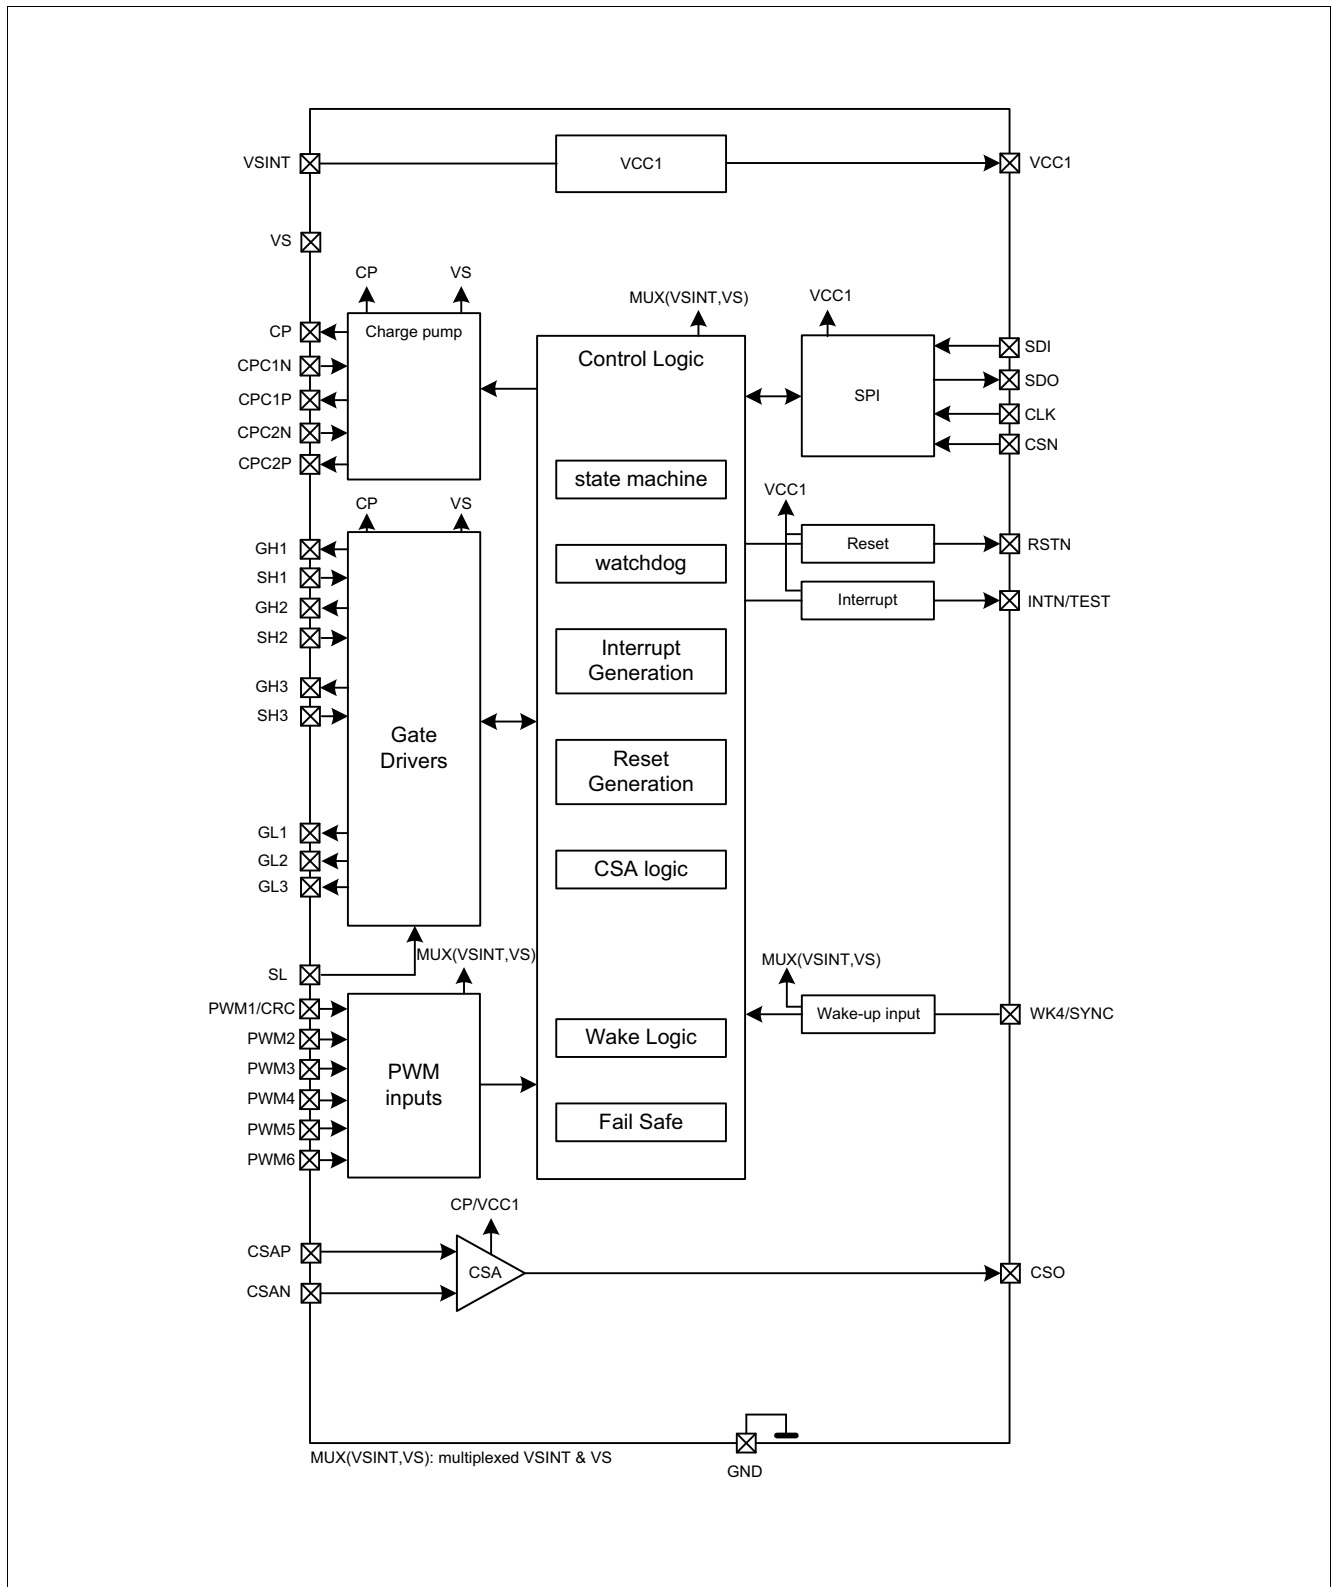 VSINT
VCC1
VCC1
VS
CP
VS
MUX(VSINT,VS)
VCC1
CP
Charge pump
CPC1N
CPC1P
CPC2N
CPC2P
Control Logic
SPI
SDI
SDO
CLK
CSN
state machine
CP
VS
VCC1
GH1
SH1
GH2
SH2
GH3
SH3
Gate
Drivers
GL1
GL2
GL3
watchdog
Reset
RSTN
Interrupt
INTN/TEST
Interrupt
Generation
Reset
Generation
CSA logic
SL
MUX(VSINT,VS)
MUX(VSINT,VS)
PWM1/CRC
PWM2
PWM3
PWM4
PWM5
PWM6
PWM
inputs
Wake Logic
Wake-up input
WK4/SYNC
Fail Safe
CP/VCC1
CSAP
CSAN
CSA
CSO
MUX(VSINT,VS): multiplexed VSINT & VS
GND